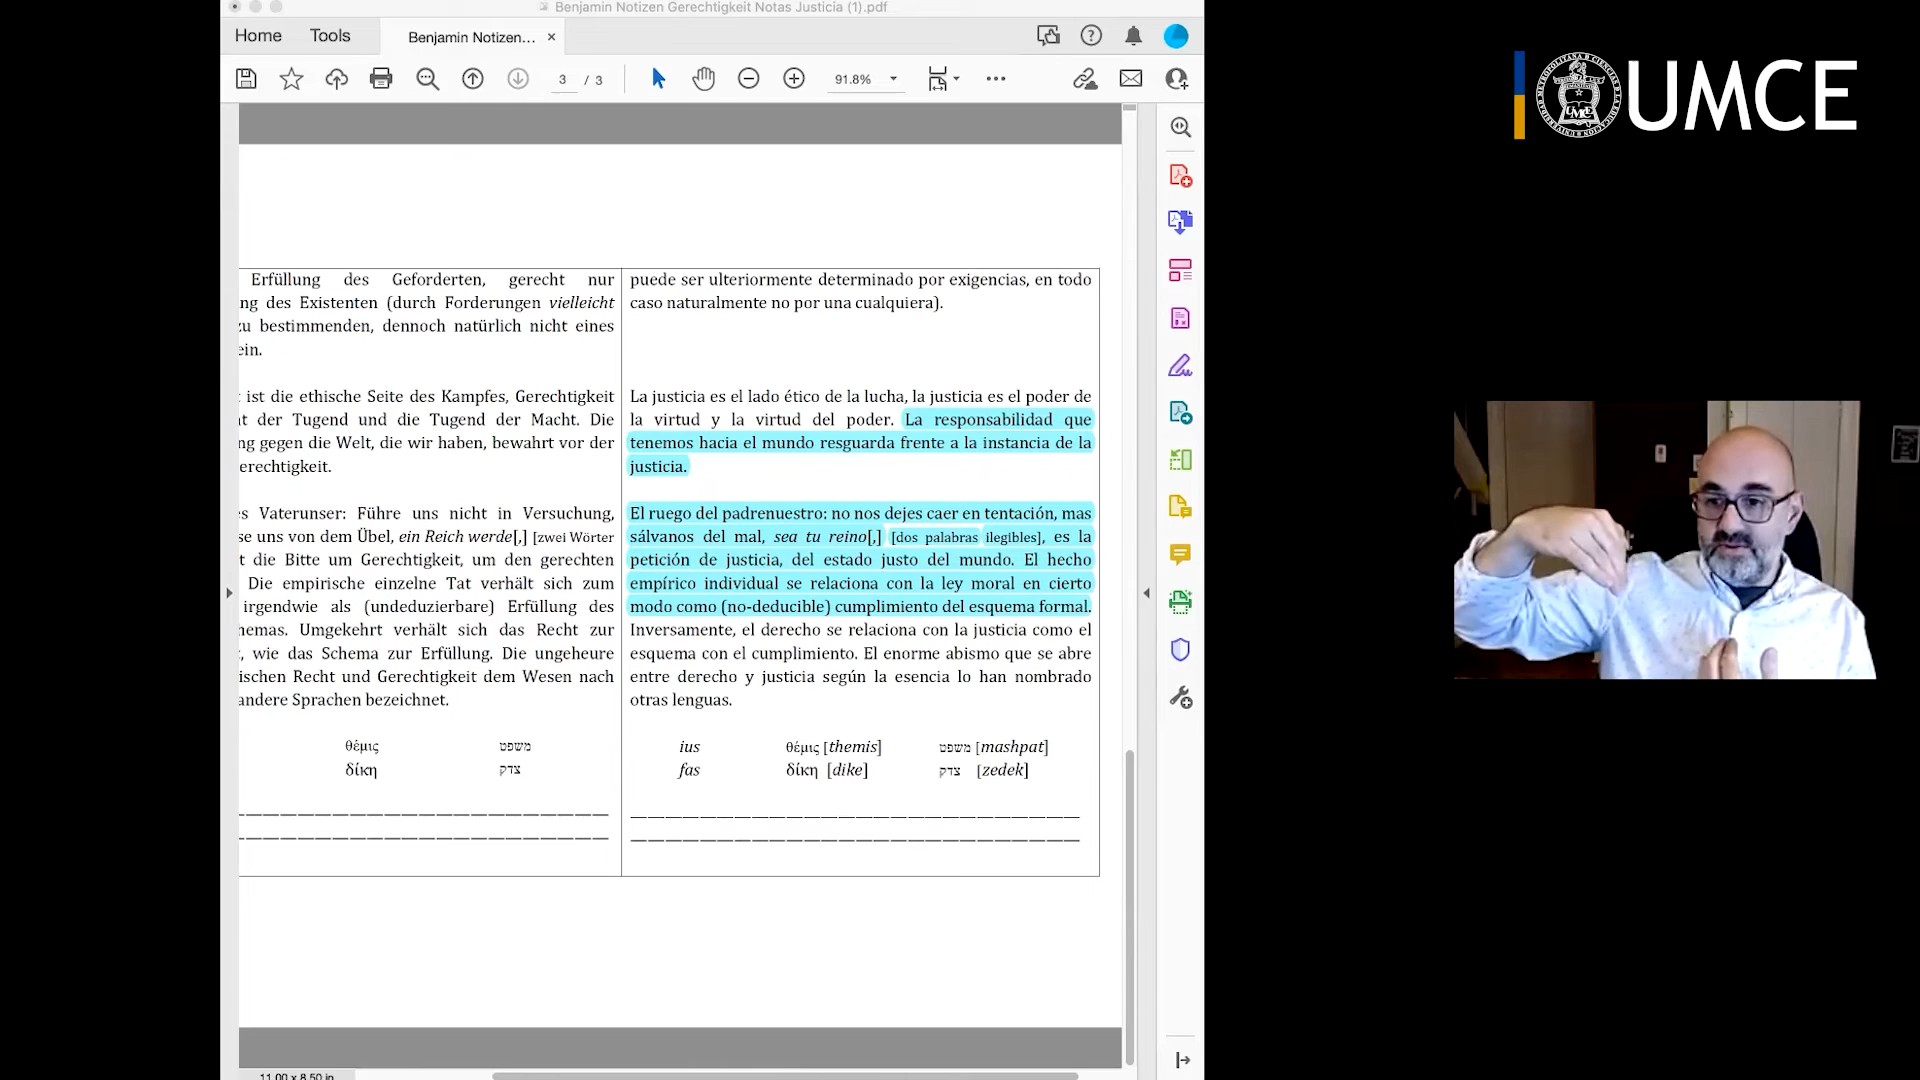 Benjamin Notizen Gerechtigkeit Notas Justicia (1).pdf
Home
Tools
Benjamin Notizen...
3 / 3
91.8%
UMCE
Erfüllung des Geforderten, gerecht nur
ng des Existenten (durch Forderungen vielleicht
zu bestimmenden, dennoch natürlich nicht eines
ein.
ist die ethische Seite des Kampfes, Gerechtigkeit
t der Tugend und die Tugend der Macht. Die
ng gegen die Welt, die wir haben, bewahrt vor der
erechtigkeit.
s Vaterunser: Führe uns nicht in Versuchung,
se uns von dem Übel, ein Reich werde[,] [zwei Wörter
t die Bitte um Gerechtigkeit, um den gerechten
Die empirische einzelne Tat verhält sich zum
irgendwie als (undeduzierbare) Erfüllung des
hemas. Umgekehrt verhält sich das Recht zur
, wie das Schema zur Erfüllung. Die ungeheure
ischen Recht und Gerechtigkeit dem Wesen nach
andere Sprachen bezeichnet.
θέμις משפט
δίκη צדק
puede ser ulteriormente determinado por exigencias, en todo
caso naturalmente no por una cualquiera).
La justicia es el lado ético de la lucha, la justicia es el poder de
la virtud y la virtud del poder. La responsabilidad que
tenemos hacia el mundo resguarda frente a la instancia de la
justicia.
El ruego del padrenuestro: no nos dejes caer en tentación, mas
sálvanos del mal, sea tu reino[,] [dos palabras ilegibles], es la
petición de justicia, del estado justo del mundo. El hecho
empírico individual se relaciona con la ley moral en cierto
modo como (no-deducible) cumplimiento del esquema formal.
Inversamente, el derecho se relaciona con la justicia como el
esquema con el cumplimiento. El enorme abismo que se abre
entre derecho y justicia según la esencia lo han nombrado
otras lenguas.
ius θέμις [themis] משפט [mashpat]
fas δίκη [dike] צדק [zedek]
11.00 x 8.50 in